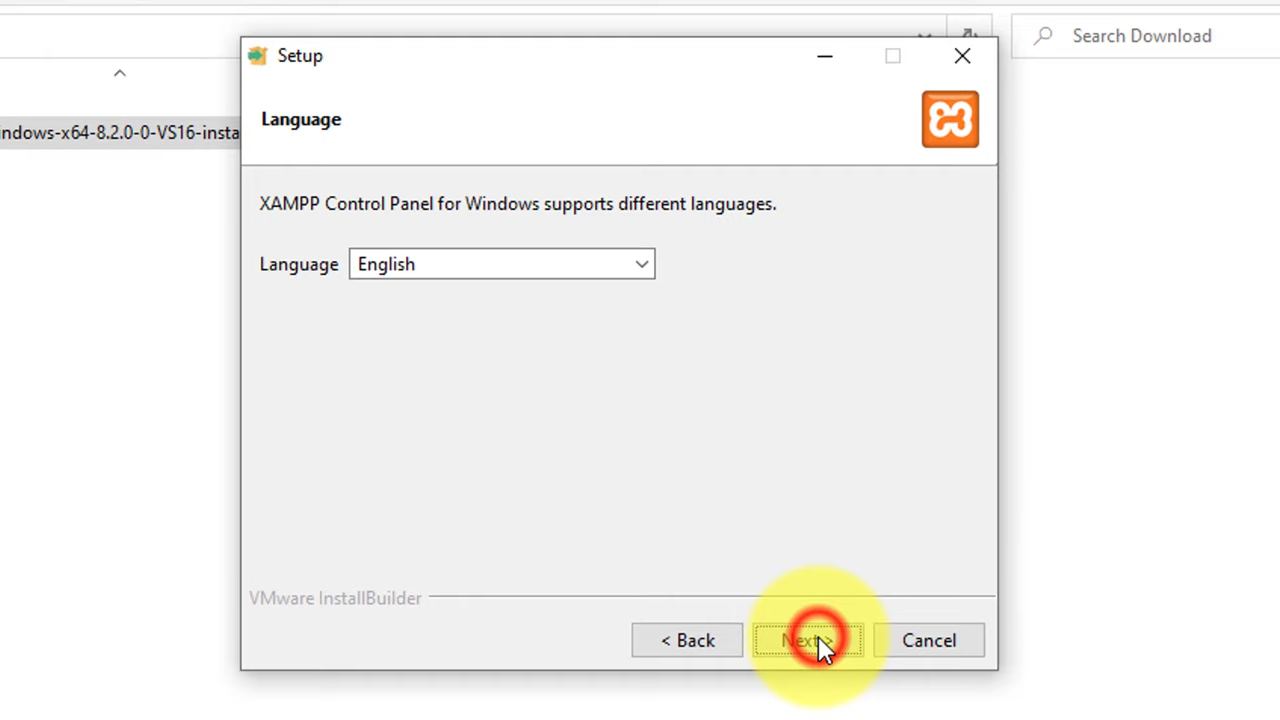 Search Download
Setup
Language
indows-x64-8.2.0-0-VS16-insta
XAMPP Control Panel for Windows supports different languages.
Language English
VMware InstallBuilder
< Back Next > Cancel